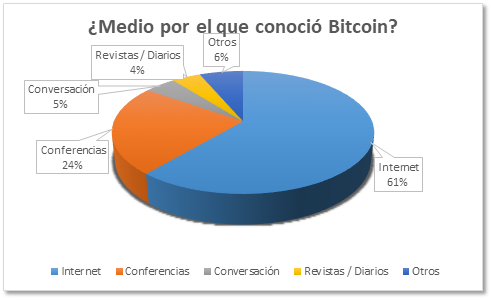 ¿Medio por el que conoció Bitcoin?
Otros
6%
Revistas / Diarios
4%
Conversación
5%
Conferencias
24%
Internet
61%
Internet Conferencias Conversación Revistas / Diarios Otros